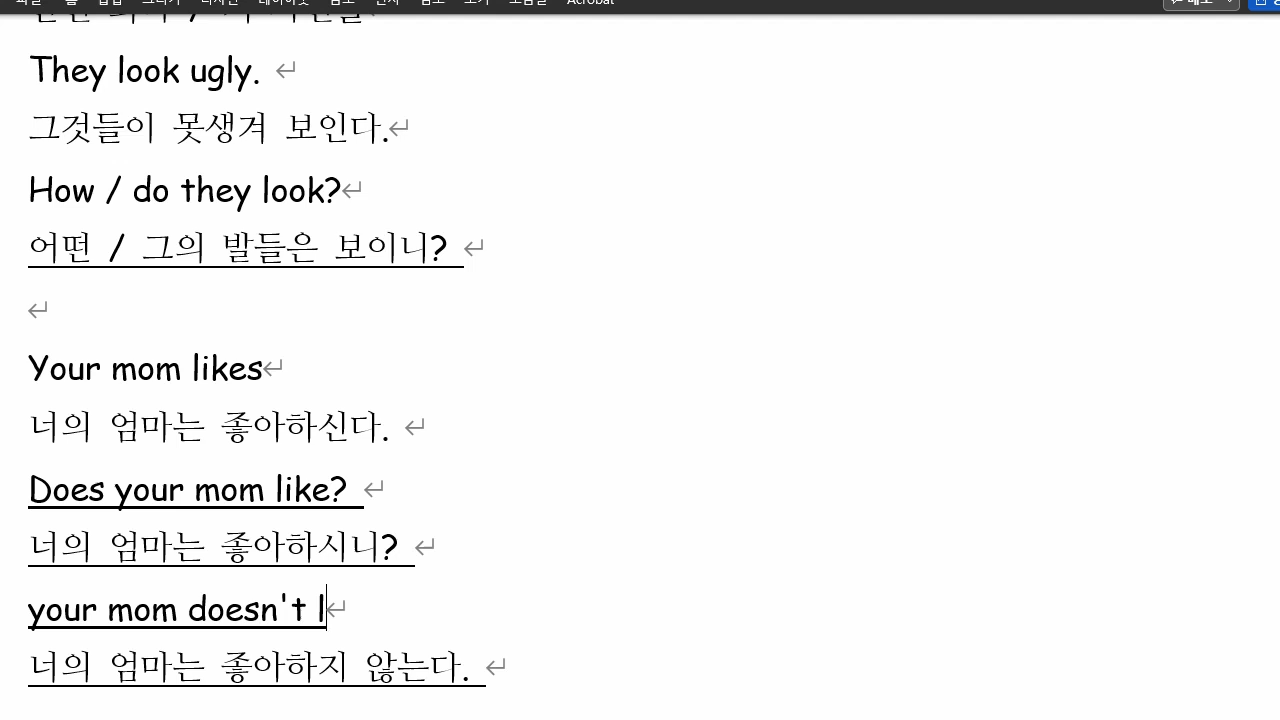 Acrobat
They look ugly.
그것들이 못생겨 보인다.
How / do they look?
어떤 / 그의 발들은 보이니?
Your mom likes
너의 엄마는 좋아하신다.
Does your mom like?
너의 엄마는 좋아하시니?
your mom doesn't l
너의 엄마는 좋아하지 않는다.